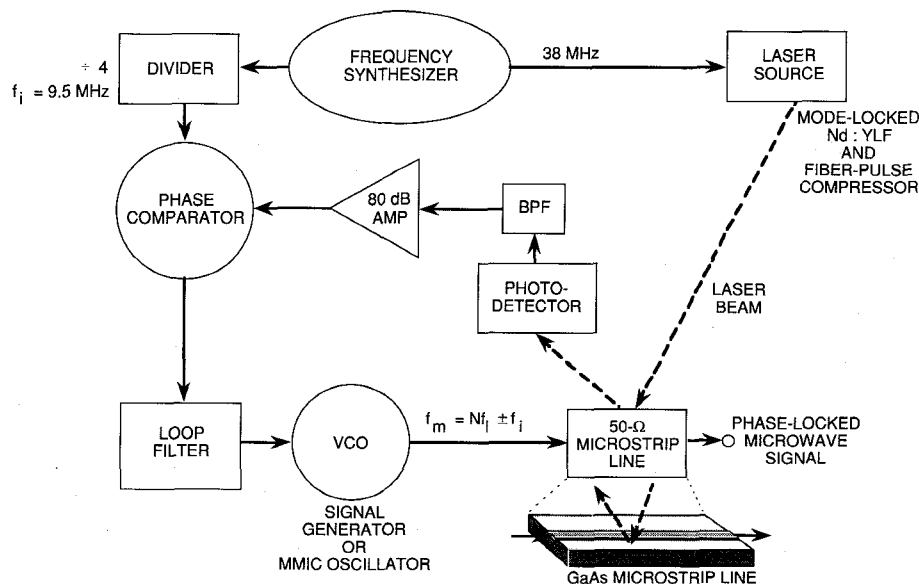 ÷ 4
f_i = 9.5 MHz
DIVIDER
FREQUENCY
SYNTHESIZER
38 MHz
LASER
SOURCE
MODE-LOCKED
Nd : YLF
AND
FIBER-PULSE
COMPRESSOR
PHASE
COMPARATOR
80 dB
AMP
BPF
PHOTO-
DETECTOR
LASER
BEAM
LOOP
FILTER
VCO
SIGNAL
GENERATOR
OR
MMIC OSCILLATOR
f_m = Nf_l ± f_i
50-Ω
MICROSTRIP
LINE
PHASE-LOCKED
MICROWAVE
SIGNAL
GaAs MICROSTRIP LINE